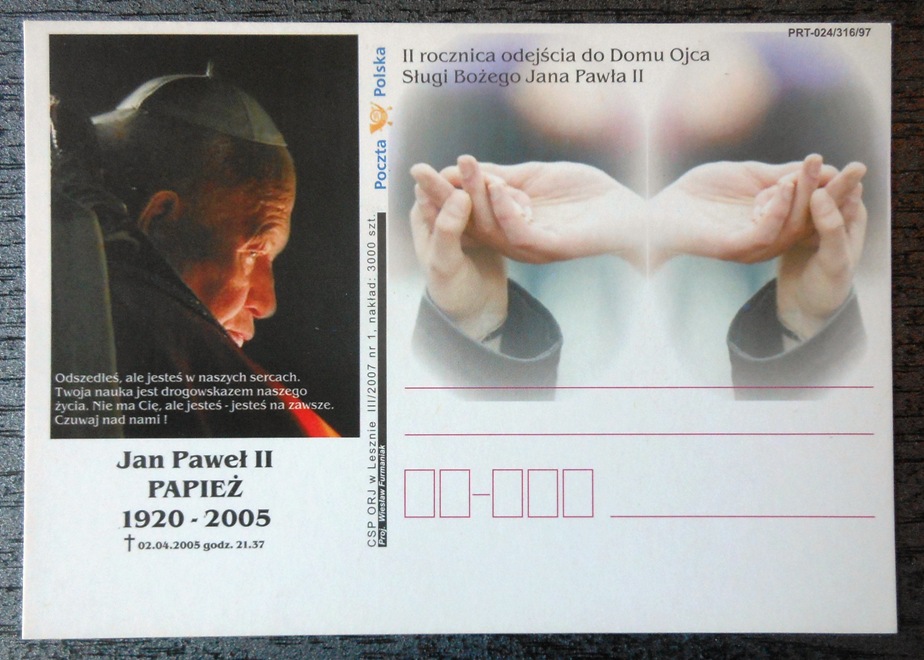 PRT-024/316/97
II rocznica odejścia do Domu Ojca
Sługi Bożego Jana Pawła II
Poczta Polska
Odszedłeś, ale jesteś w naszych sercach.
Twoja nauka jest drogowskazem naszego
życia. Nie ma Cię, ale jesteś - jesteś na zawsze.
Czuwaj nad nami !
Jan Paweł II
PAPIEŻ
1920 - 2005
† 02.04.2005 godz. 21.37
CSP ORJ w Lesznie III/2007 nr 1, nakład: 3000 szt.
Proj. Wiesław Furmaniak